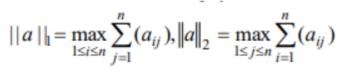 ||a||₁ = max_{1≤i≤n} ∑_{j=1}^{n} (a_{ij}), ‖a‖₂ = max_{1≤j≤n} ∑_{i=1}^{n} (a_{ij})